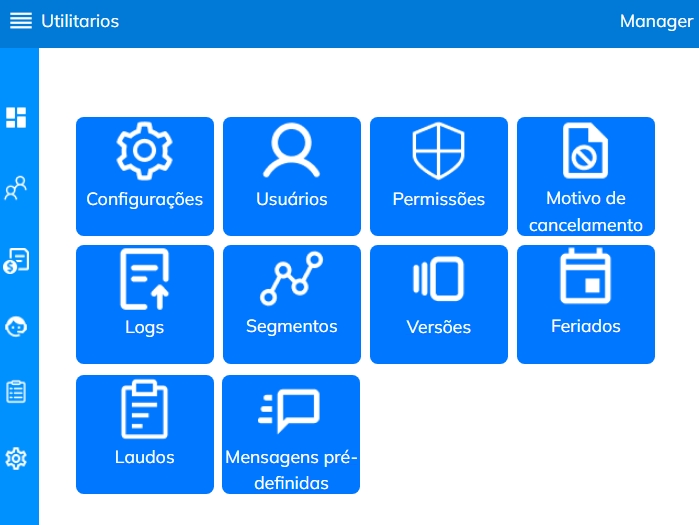 Utilitarios
Manager
Configurações
Usuários
Permissões
Motivo de
cancelamento
Logs
Segmentos
Versões
Feriados
Laudos
Mensagens pré-
definidas